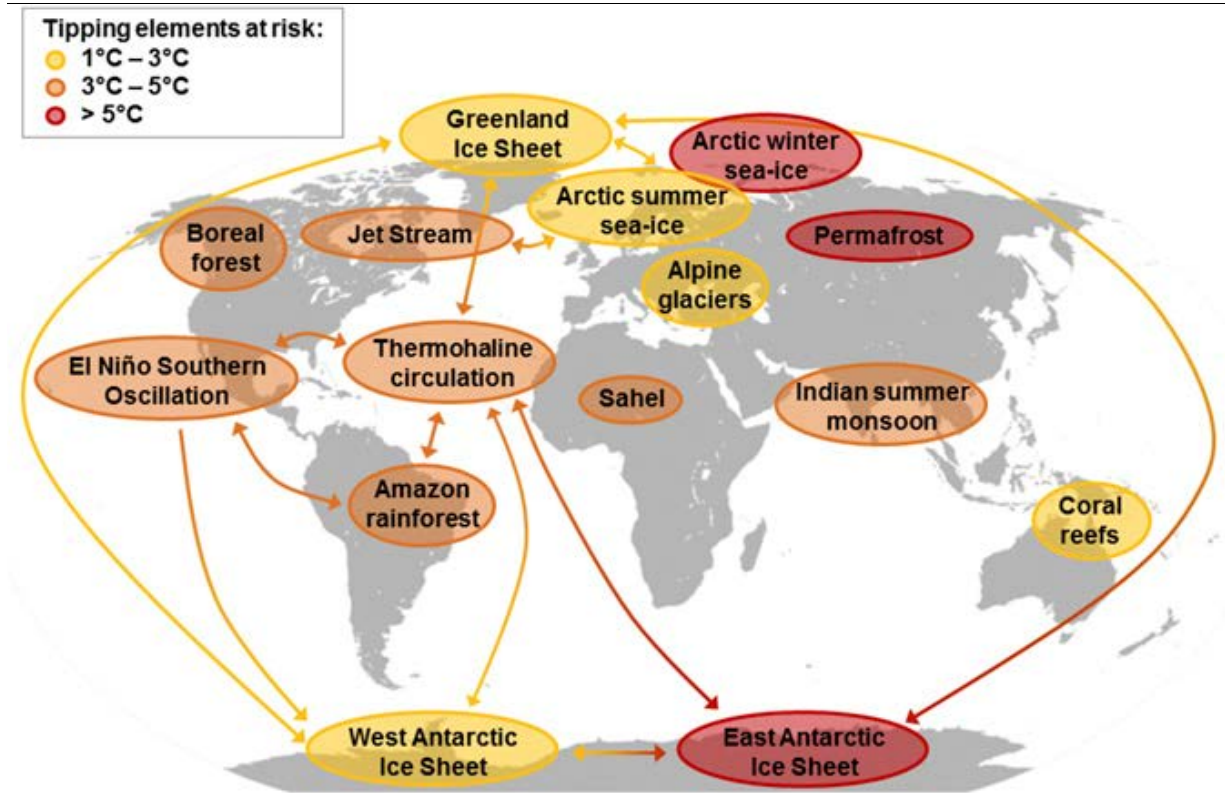 Tipping elements at risk:
1°C – 3°C
3°C – 5°C
> 5°C
Greenland
Ice Sheet
Arctic winter
sea-ice
Arctic summer
sea-ice
Boreal
forest
Jet Stream
Permafrost
Alpine
glaciers
El Niño Southern
Oscillation
Thermohaline
circulation
Sahel
Indian summer
monsoon
Amazon
rainforest
Coral
reefs
West Antarctic
Ice Sheet
East Antarctic
Ice Sheet